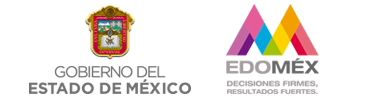 GOBIERNO DEL
ESTADO DE MÉXICO
EDOMÉX
DECISIONES FIRMES,
RESULTADOS FUERTES.